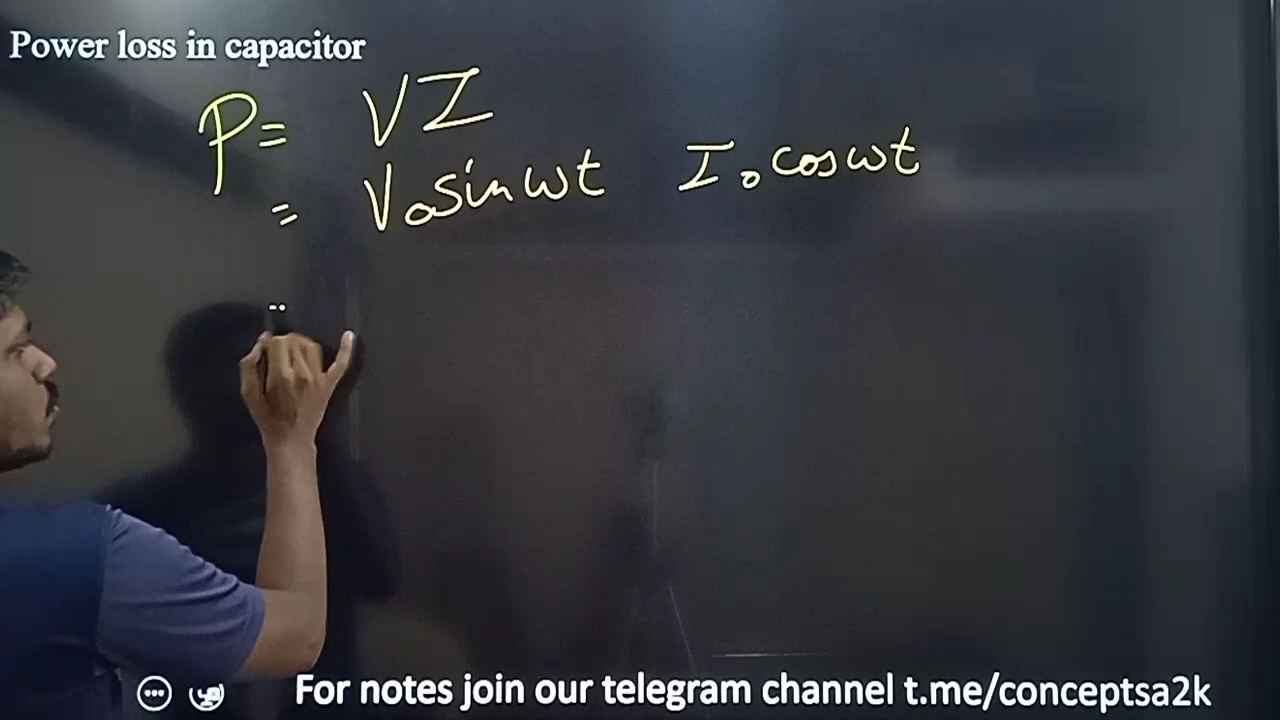 Power loss in capacitor
P = VI
= V₀sinωt I₀cosωt
For notes join our telegram channel t.me/conceptsa2k